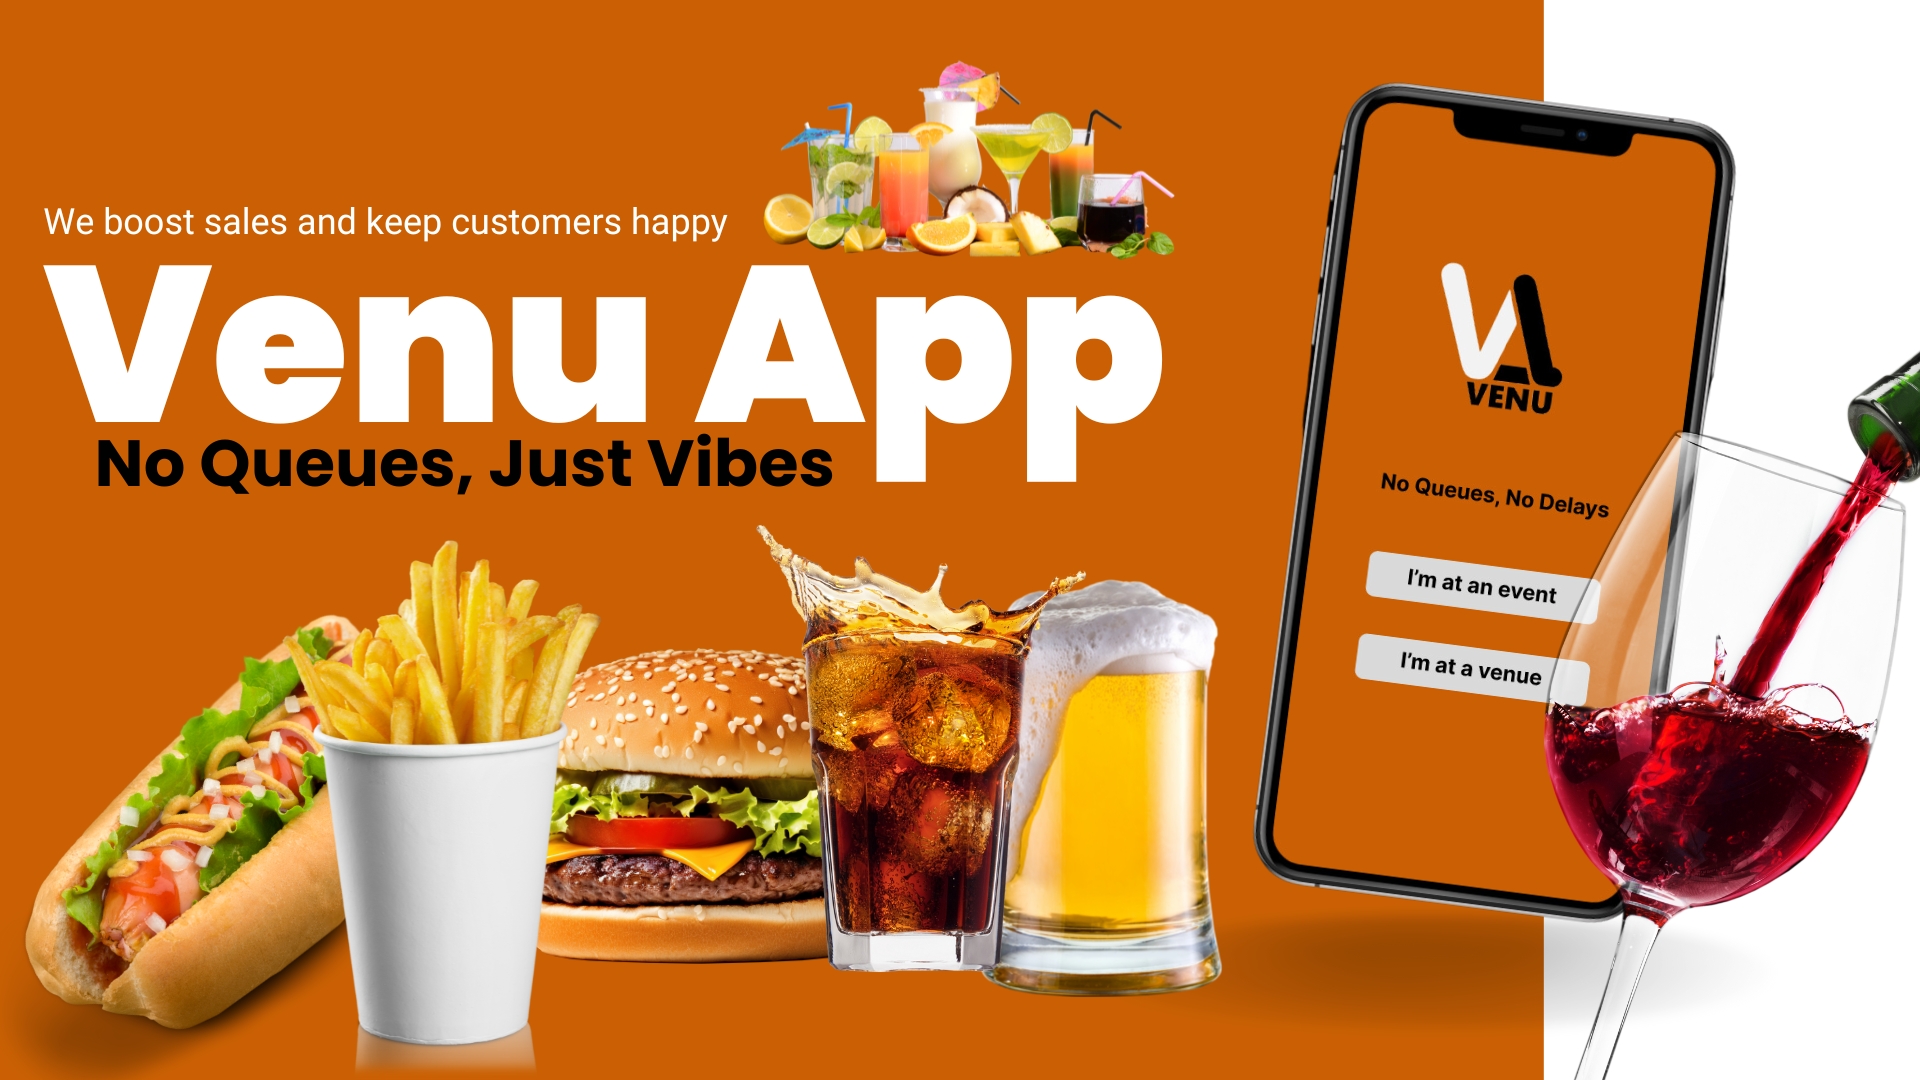 We boost sales and keep customers happy
Venu App
No Queues, Just Vibes
VA
VENU
No Queues, No Delays
I'm at an event
I'm at a venue